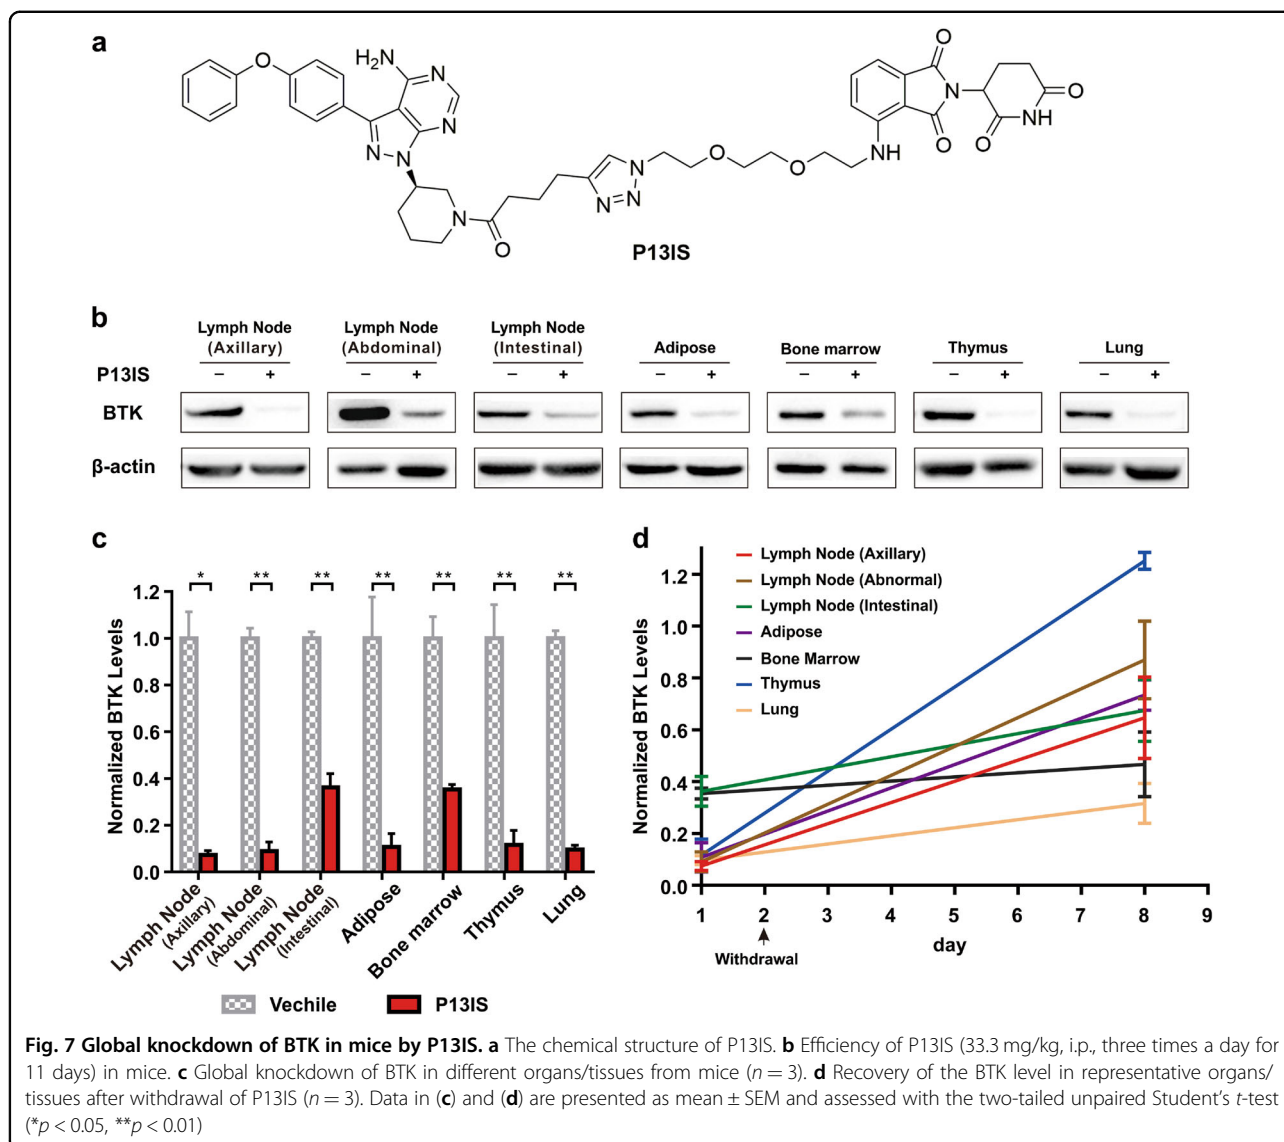 a
O
H₂N
N
N
N
N
N
O
N
N=N
O
O
NH
O
O
N
O
NH
O
P13IS
b
Lymph Node (Axillary)
Lymph Node (Abdominal)
Lymph Node (Intestinal)
Adipose
Bone marrow
Thymus
Lung
P13IS − + − + − + − + − + − + − +
BTK
β-actin
c
* ** ** ** ** ** **
Normalized BTK Levels
1.2
1.0
0.8
0.6
0.4
0.2
0.0
Lymph Node (Axillary)
Lymph Node (Abdominal)
Lymph Node (Intestinal)
Adipose
Bone marrow
Thymus
Lung
Vechile
P13IS
d
Lymph Node (Axillary)
Lymph Node (Abnormal)
Lymph Node (Intestinal)
Adipose
Bone Marrow
Thymus
Lung
Normalized BTK Levels
1.2
1.0
0.8
0.6
0.4
0.2
0.0
1 2 3 4 5 6 7 8 9
day
Withdrawal
Fig. 7 Global knockdown of BTK in mice by P13IS. a The chemical structure of P13IS. b Efficiency of P13IS (33.3 mg/kg, i.p., three times a day for
11 days) in mice. c Global knockdown of BTK in different organs/tissues from mice (n = 3). d Recovery of the BTK level in representative organs/
tissues after withdrawal of P13IS (n = 3). Data in (c) and (d) are presented as mean ± SEM and assessed with the two-tailed unpaired Student's t-test
(*p < 0.05, **p < 0.01)